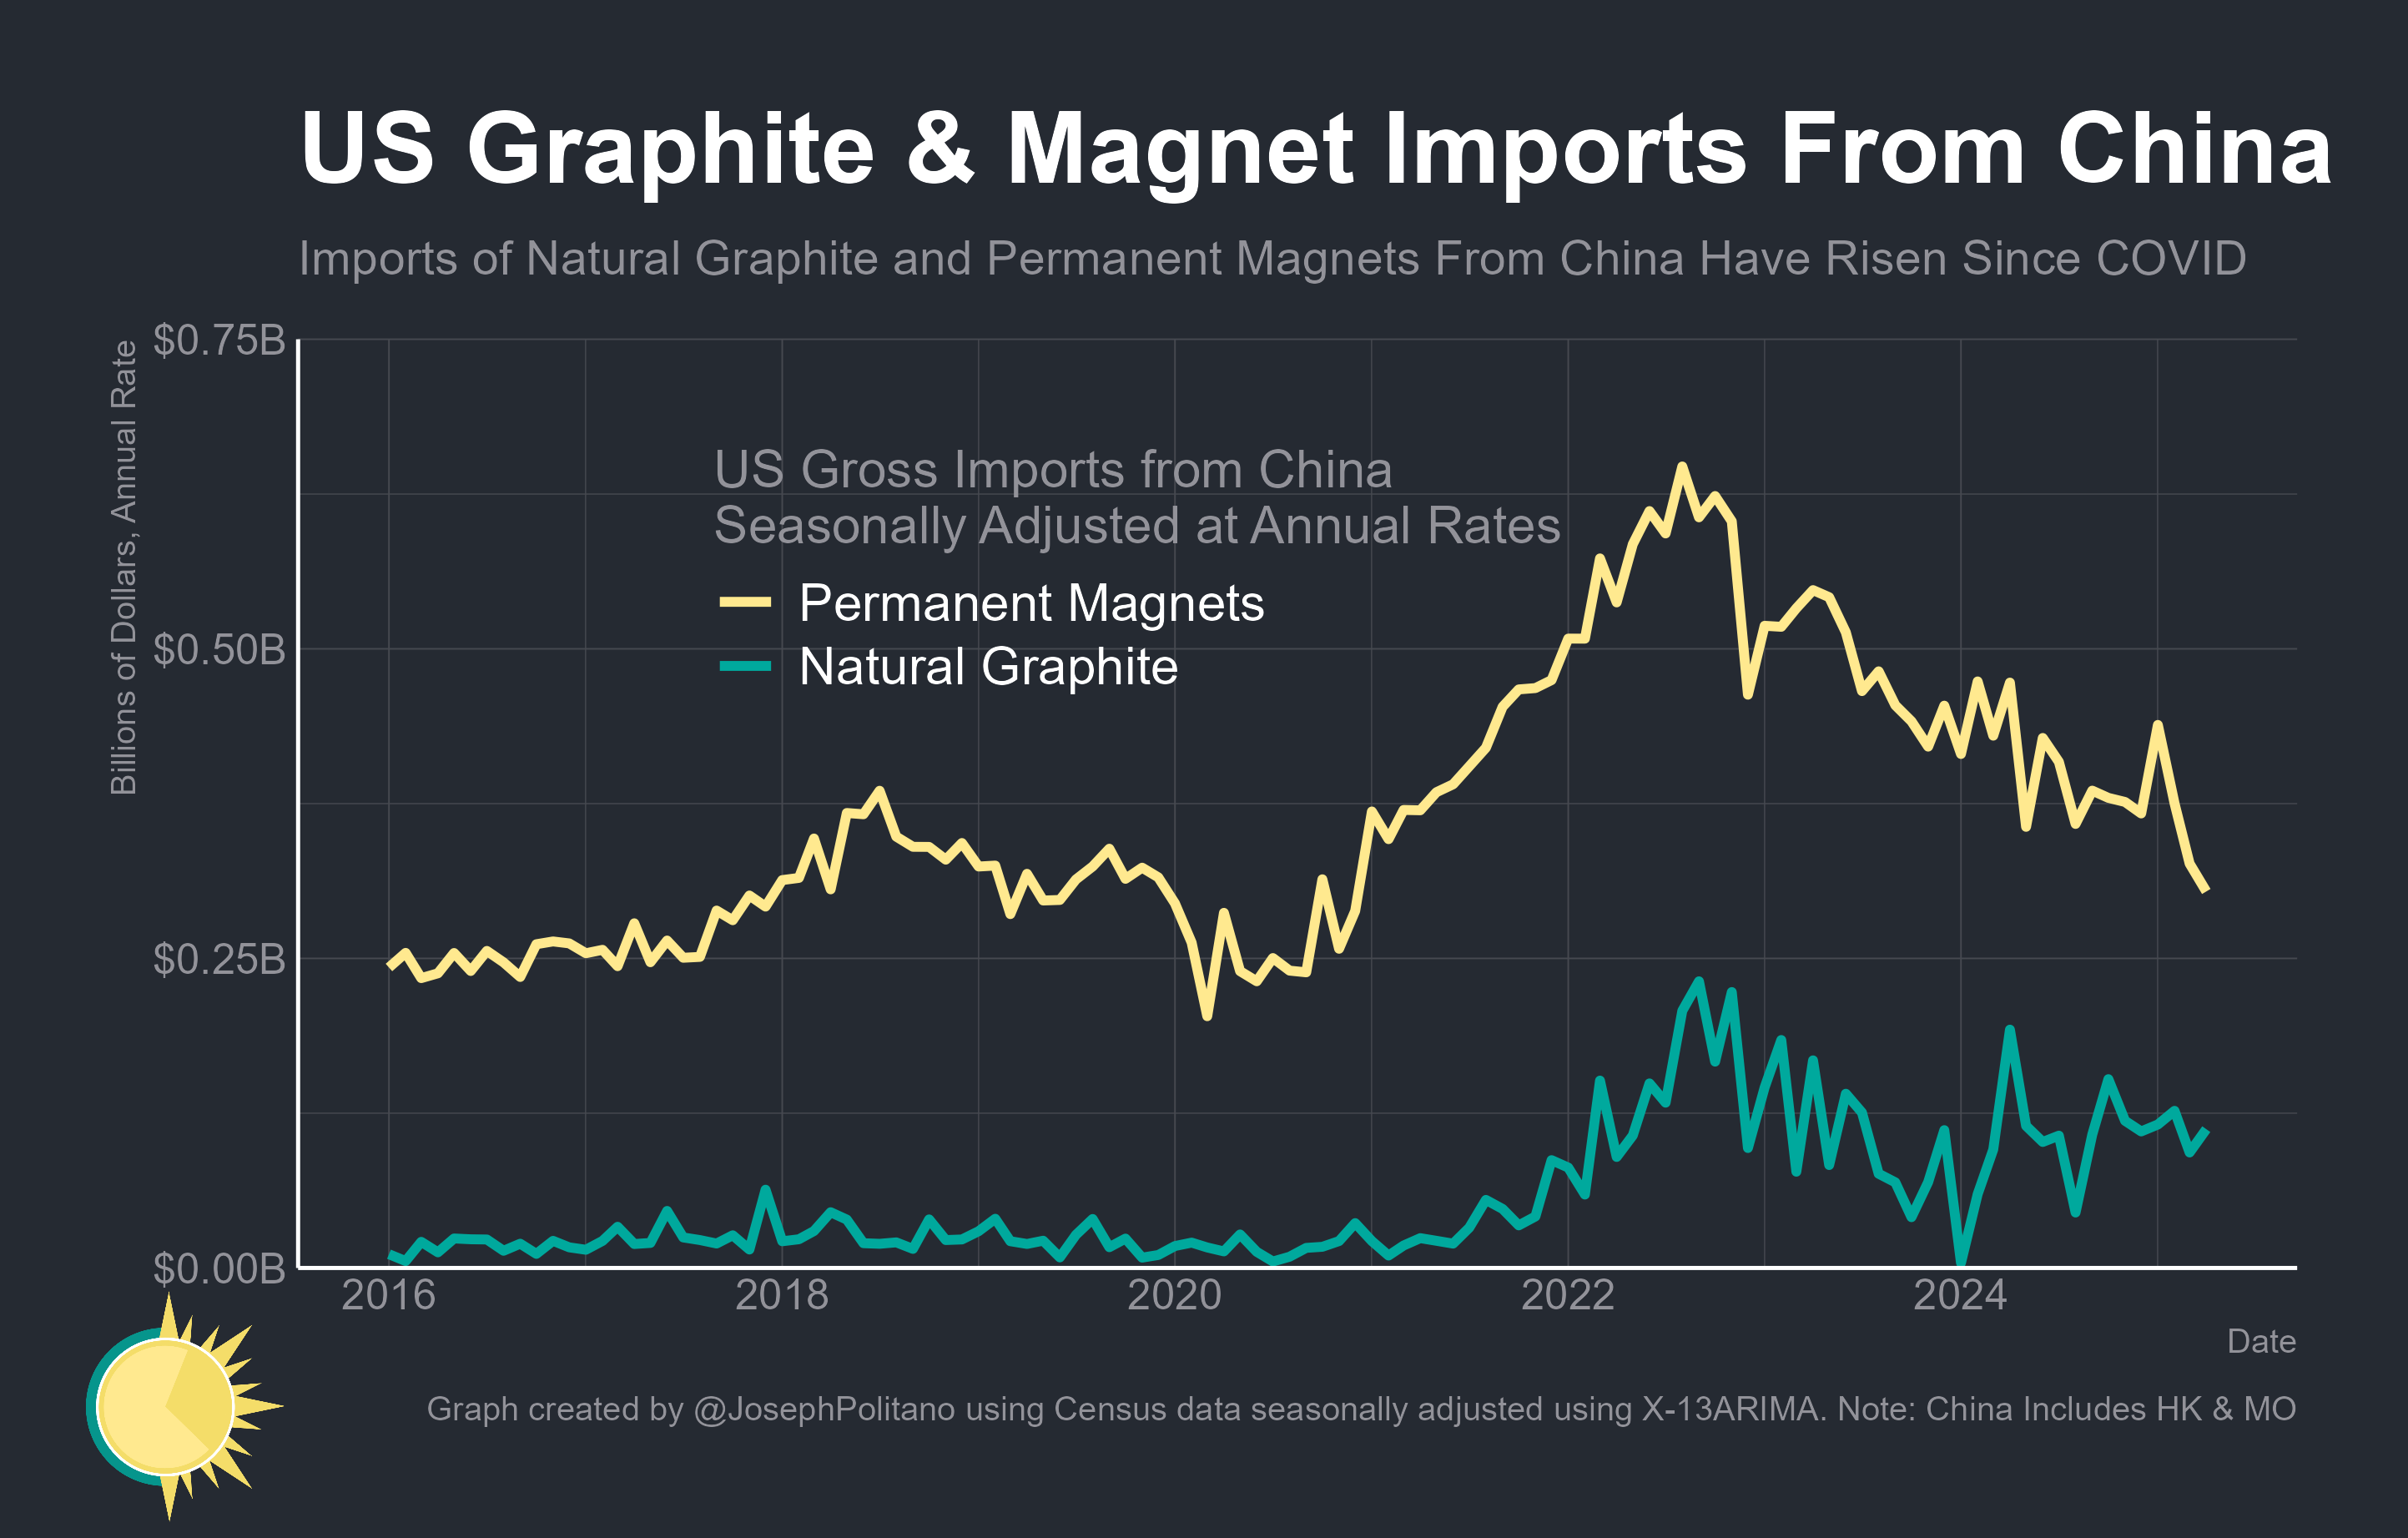 US Graphite & Magnet Imports From China
Imports of Natural Graphite and Permanent Magnets From China Have Risen Since COVID
Billions of Dollars, Annual Rate
$0.75B
$0.50B
$0.25B
$0.00B
US Gross Imports from China
Seasonally Adjusted at Annual Rates
Permanent Magnets
Natural Graphite
2016 2018 2020 2022 2024
Date
Graph created by @JosephPolitano using Census data seasonally adjusted using X-13ARIMA. Note: China Includes HK & MO